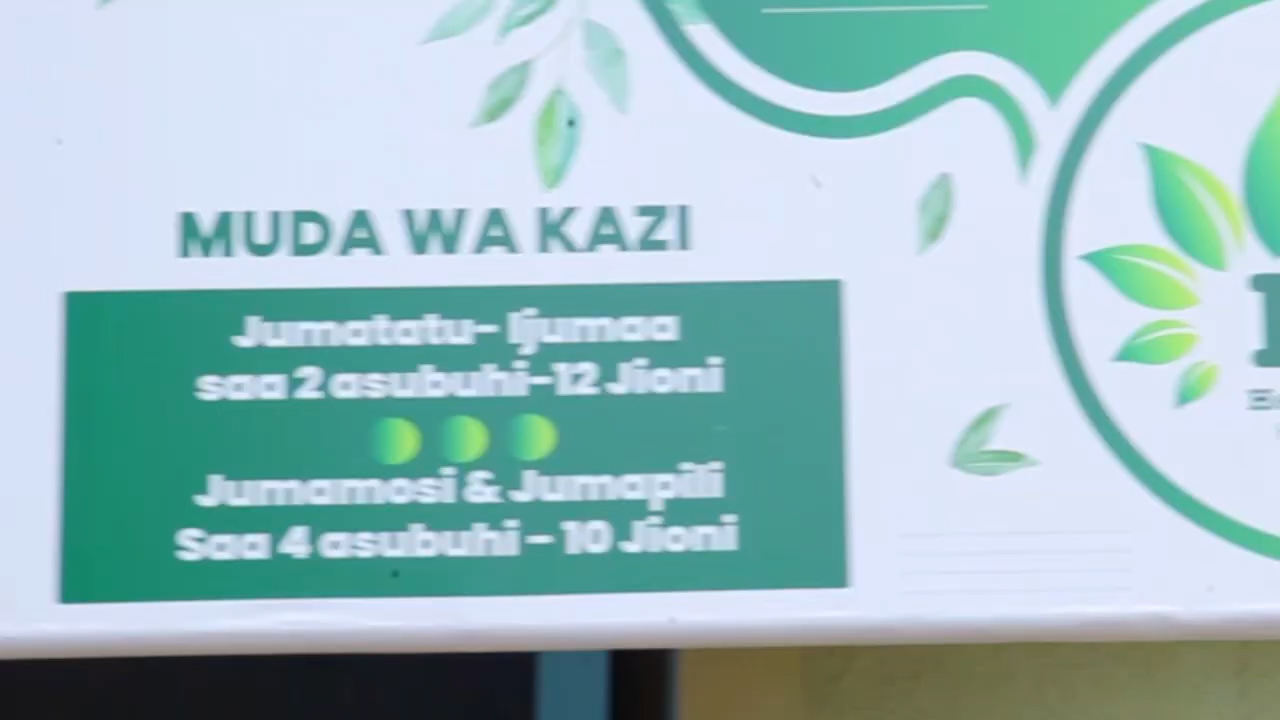 MUDA WA KAZI
Jumatatu- Ijumaa
saa 2 asubuhi-12 Jioni
Jumamosi & Jumapili
Saa 4 asubuhi - 10 Jioni